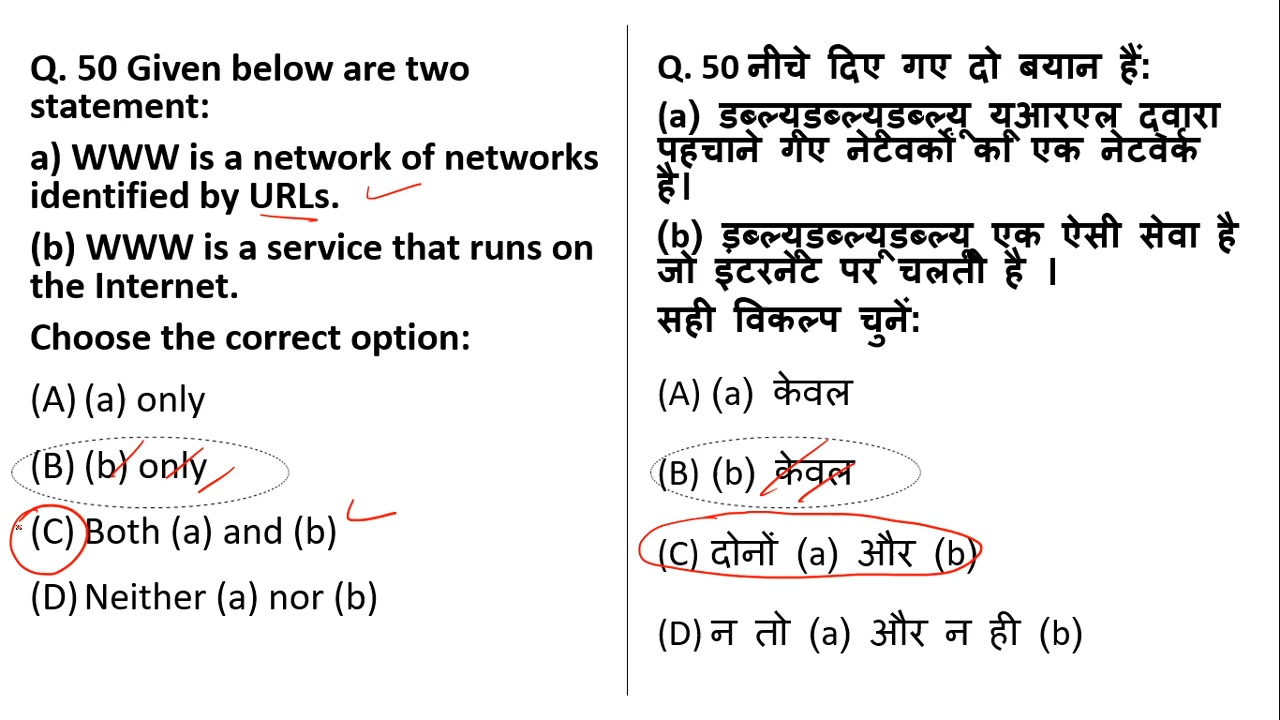 Q. 50 Given below are two
statement:
a) WWW is a network of networks
identified by URLs.
(b) WWW is a service that runs on
the Internet.
Choose the correct option:
(A) (a) only
(B) (b) only
(C) Both (a) and (b)
(D) Neither (a) nor (b)
Q. 50 नीचे दिए गए दो बयान हैं:
(a) डब्ल्यूडब्ल्यूडब्ल्यू यूआरएल द्वारा
पहचाने गए नेटवर्कों का एक नेटवर्क
है।
(b) ड़ब्ल्यूडब्ल्यूडब्ल्यू एक ऐसी सेवा है
जो इंटरनेट पर चलती है ।
सही विकल्प चुनें:
(A) (a) केवल
(B) (b) केवल
(C) दोनों (a) और (b)
(D) न तो (a) और न ही (b)